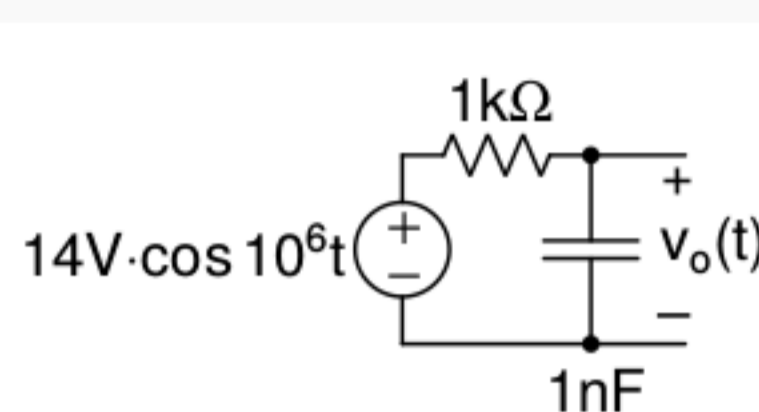 1kΩ
14V·cos 10⁶t
+
−
+
vₒ(t)
−
1nF